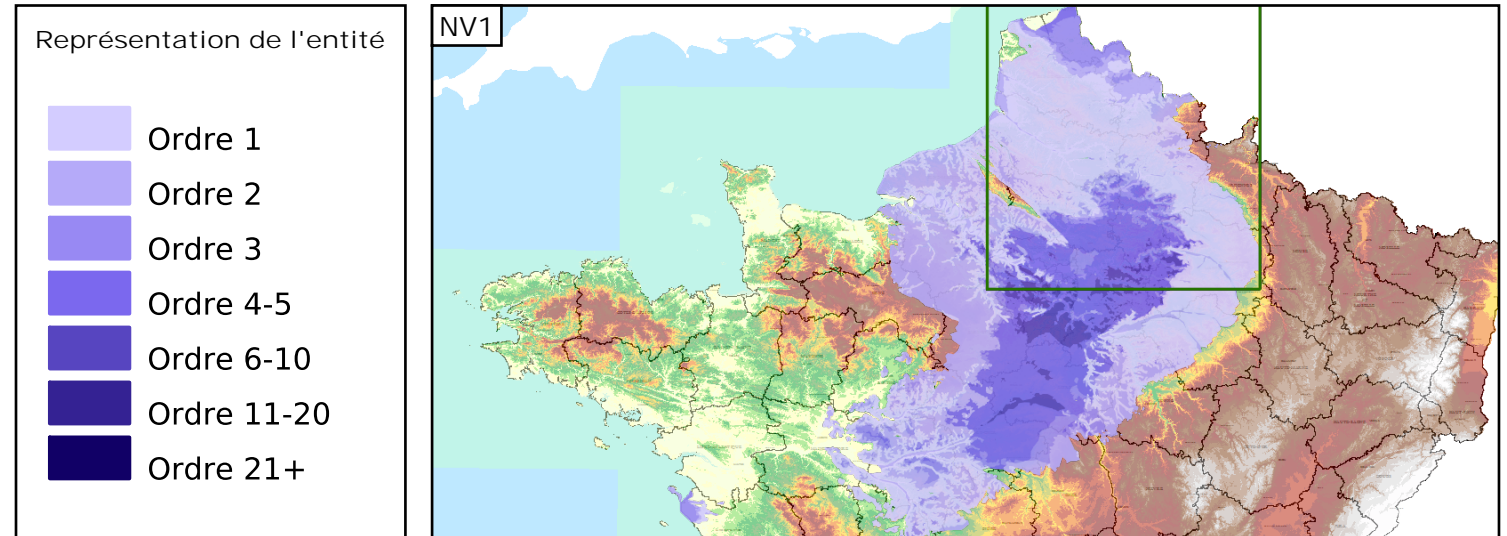 Représentation de l'entité
Ordre 1
Ordre 2
Ordre 3
Ordre 4-5
Ordre 6-10
Ordre 11-20
Ordre 21+
NV1